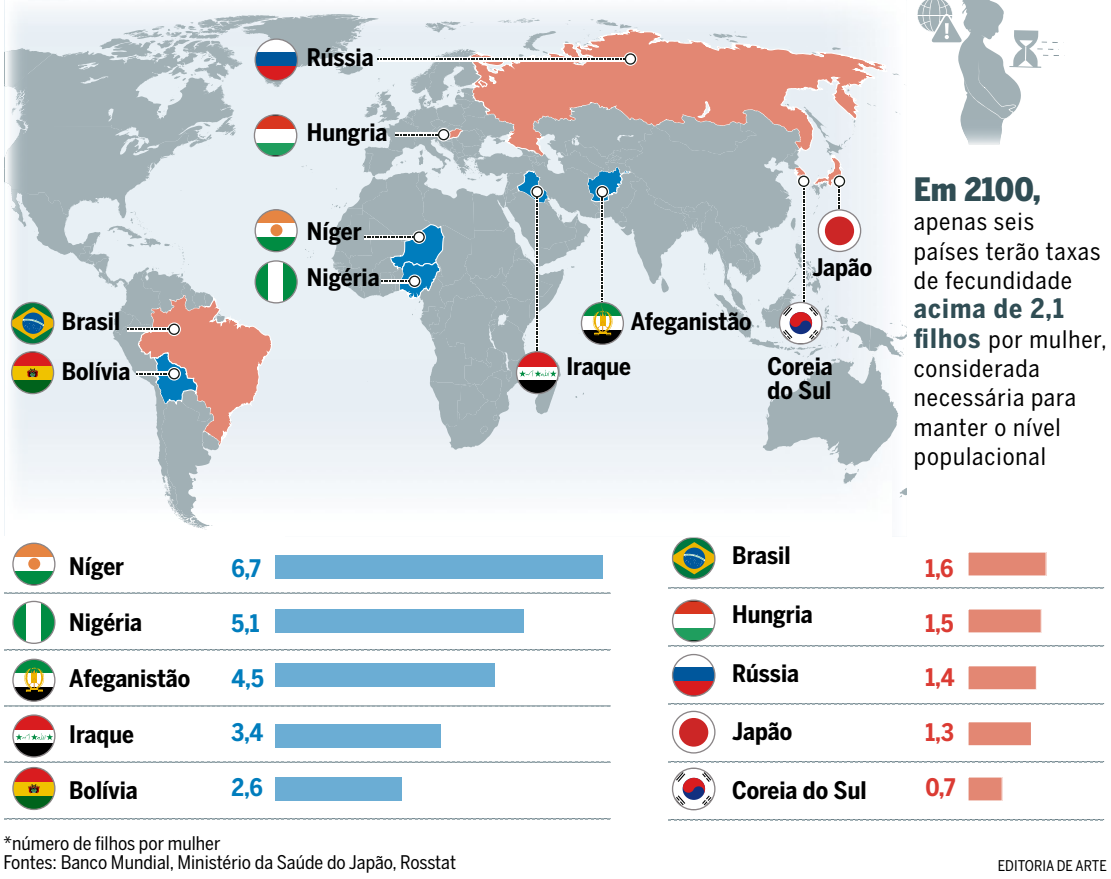 Rússia
Hungria
Níger
Nigéria
Brasil
Bolívia
Afeganistão
Iraque
Japão
Coreia
do Sul
Em 2100,
apenas seis
países terão taxas
de fecundidade
acima de 2,1
filhos por mulher,
considerada
necessária para
manter o nível
populacional
Níger 6,7
Nigéria 5,1
Afeganistão 4,5
Iraque 3,4
Bolívia 2,6
Brasil 1,6
Hungria 1,5
Rússia 1,4
Japão 1,3
Coreia do Sul 0,7
*número de filhos por mulher
Fontes: Banco Mundial, Ministério da Saúde do Japão, Rosstat
EDITORIA DE ARTE